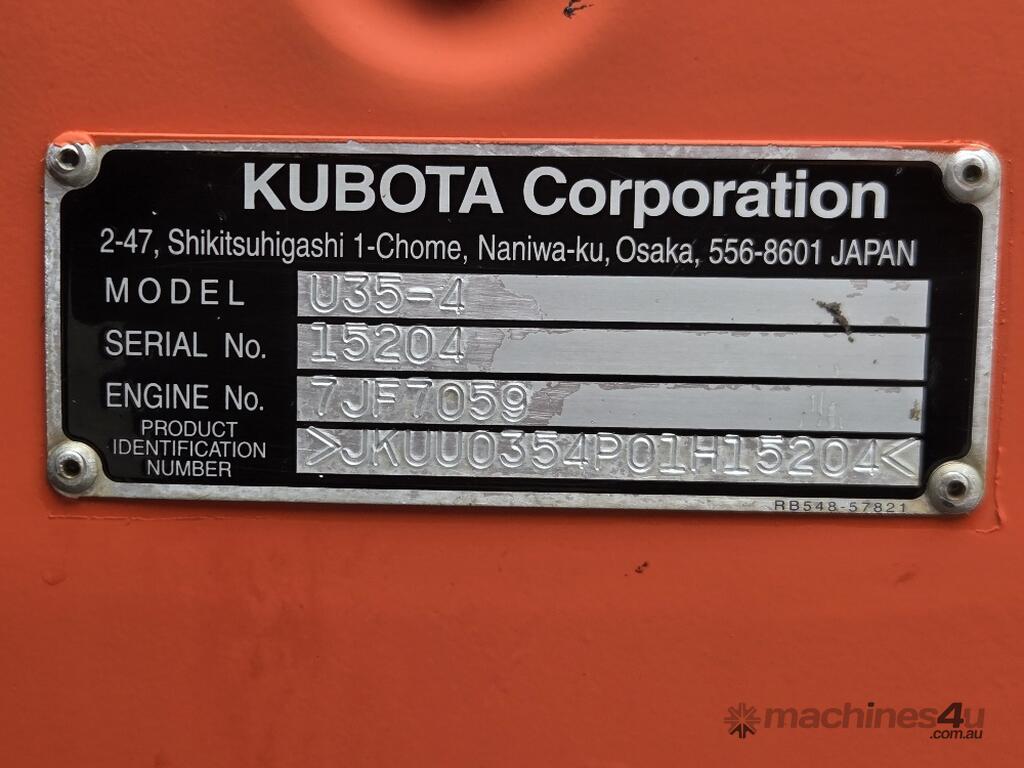 KUBOTA Corporation
2-47, Shikitsuhigashi 1-Chome, Naniwa-ku, Osaka, 556-8601 JAPAN
MODEL U35-4
SERIAL No. 15204
ENGINE No. 7JF7059
PRODUCT IDENTIFICATION NUMBER >JKUU0354P01H15204<
RB548-57821
machines4u
.com.au